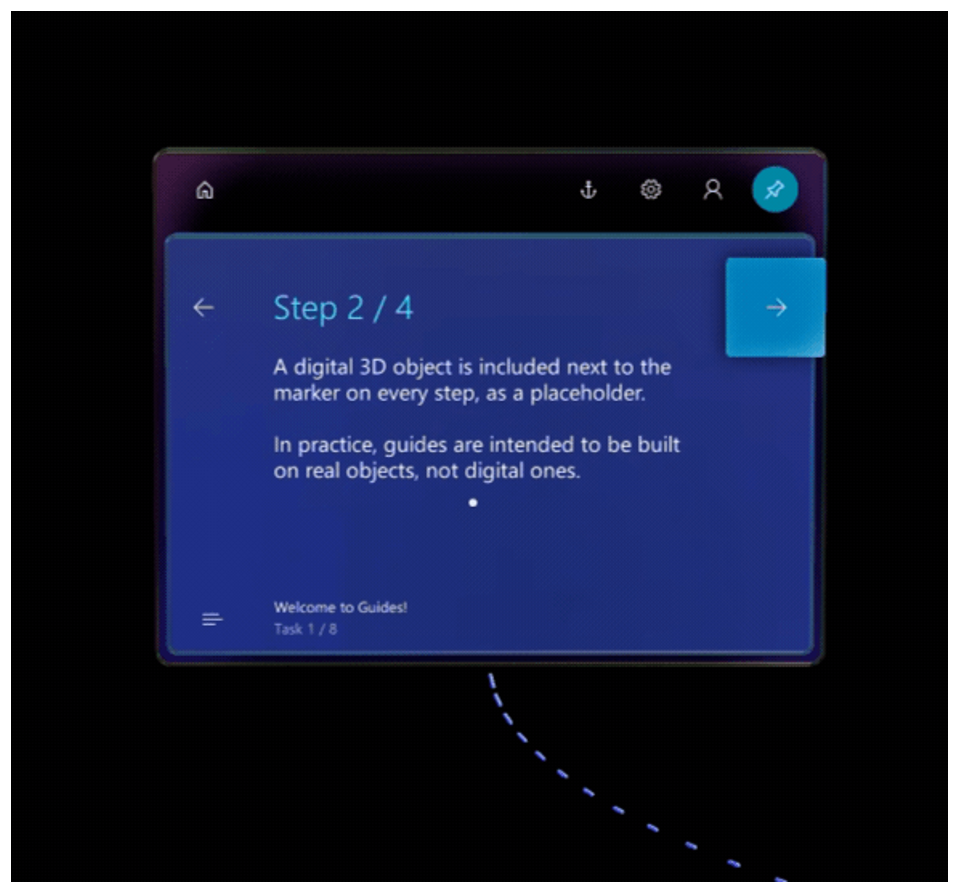 Step 2 / 4
A digital 3D object is included next to the
marker on every step, as a placeholder.
In practice, guides are intended to be built
on real objects, not digital ones.
Welcome to Guides!
Task 1 / 8